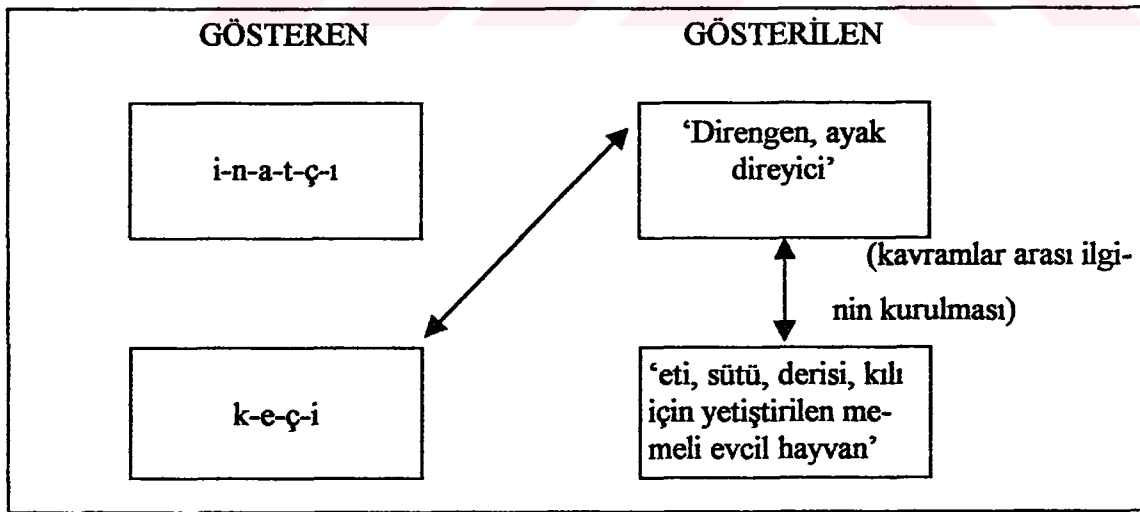 GÖSTEREN
GÖSTERİLEN
i-n-a-t-ç-ı
‘Direngen, ayak
direyici’
(kavramlar arası ilgi-
nin kurulması)
k-e-ç-i
‘eti, sütü, derisi, kılı
için yetiştirilen me-
meli evcil hayvan’